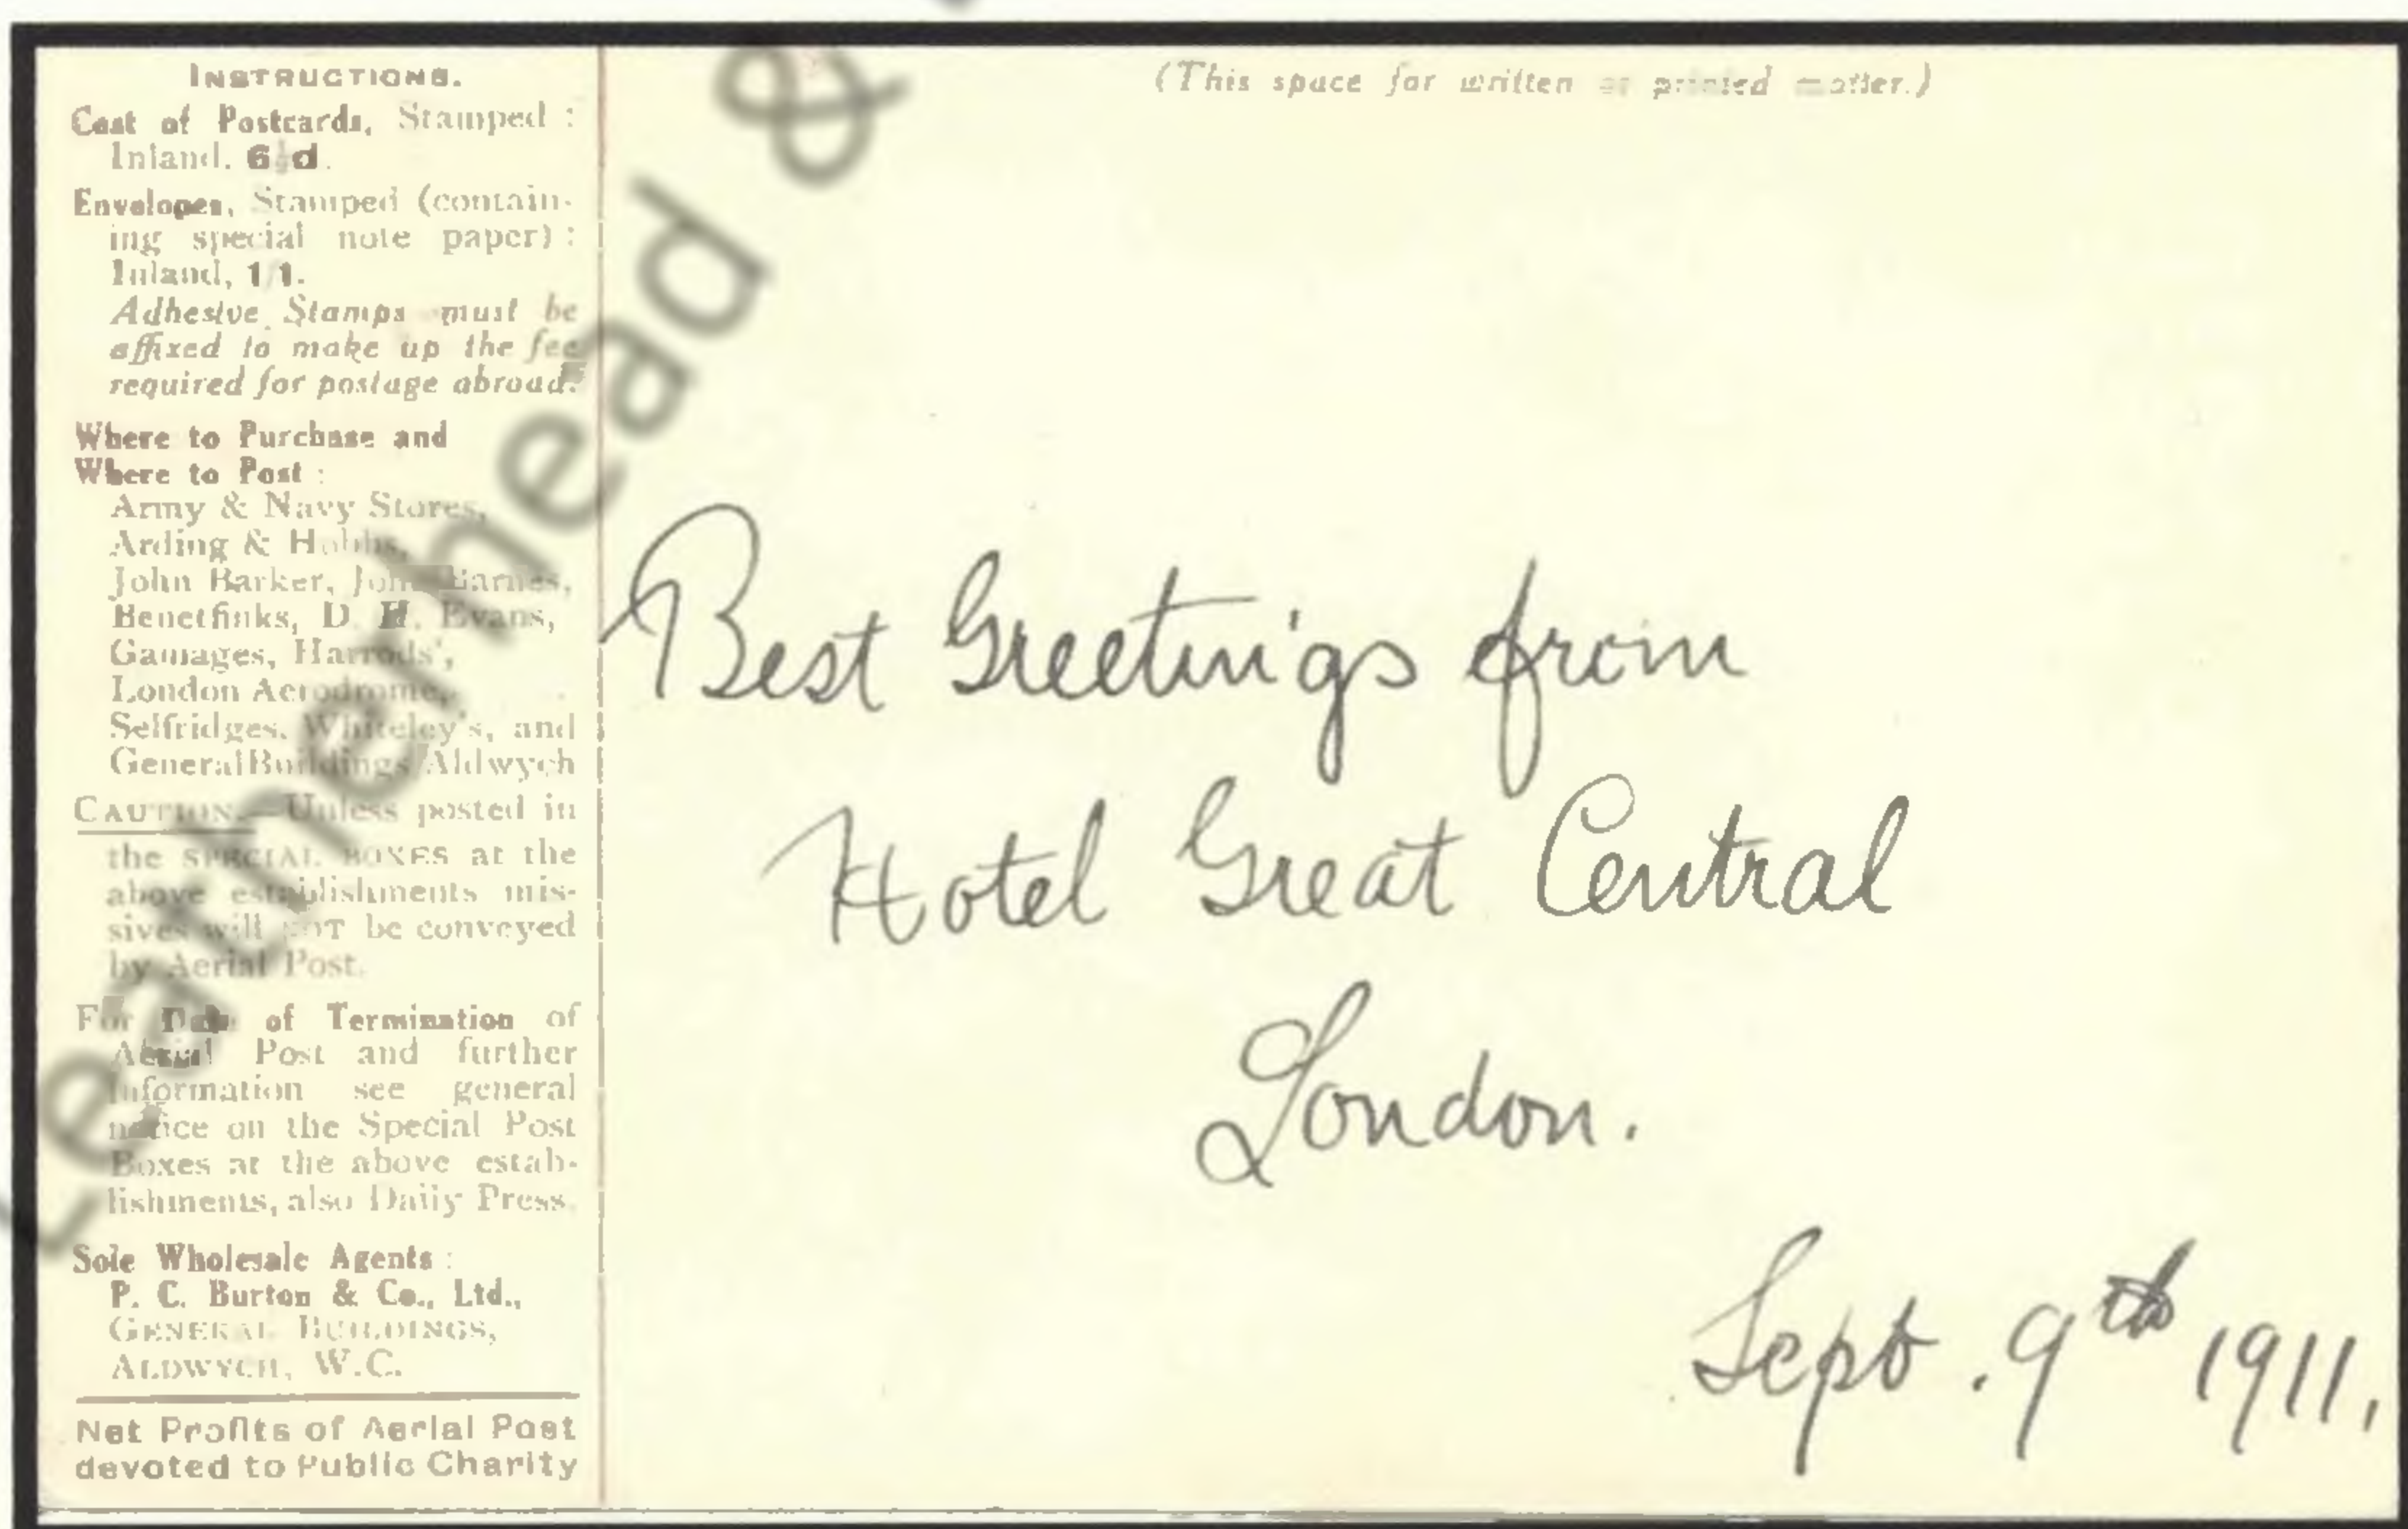 INSTRUCTIONS.
Cost of Postcards, Stamped :
Inland. 6½d.
Envelopes, Stamped (contain-
ing special note paper) :
Inland, 1/1.
Adhesive Stamps must be
affixed to make up the fee
required for postage abroad.
Where to Purchase and
Where to Post :
Army & Navy Stores,
Arding & Hobbs,
John Barker, John Barnes,
Benetfinks, D. H. Evans,
Gamages, Harrods',
London Aerodrome,
Selfridges, Whiteley's, and
General Buildings Aldwych
CAUTION.—Unless posted in
the SPECIAL BOXES at the
above establishments mis-
sives will NOT be conveyed
by Aerial Post.
For Date of Termination of
Aerial Post and further
Information see general
notice on the Special Post
Boxes at the above estab-
lishments, also Daily Press.
Sole Wholesale Agents :
P. C. Burton & Co., Ltd.,
GENERAL BUILDINGS,
ALDWYCH, W.C.
Net Profits of Aerial Post
devoted to Public Charity
(This space for written or printed matter.)
Best Greetings from
Hotel Great Central
London.
Sept. 9th 1911.
Leatherhead &